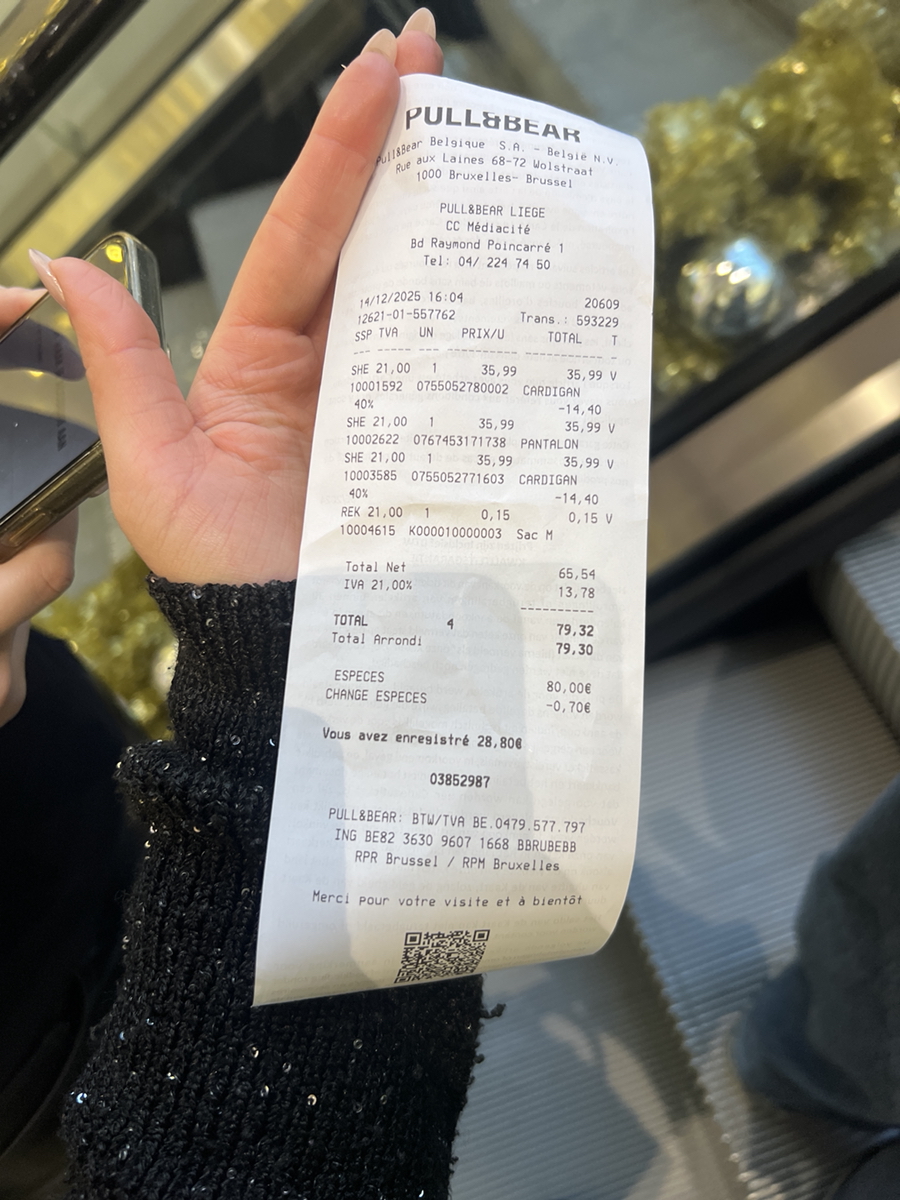 PULL&BEAR
Pull&Bear Belgique S.A. - België N.V.
Rue aux Laines 68-72 Wolstraat
1000 Bruxelles- Brussel
PULL&BEAR LIEGE
CC Médiacité
Bd Raymond Poincarré 1
Tel: 04/ 224 74 50
14/12/2025 16:04 20609
12621-01-557762 Trans.: 593229
SSP TVA UN PRIX/U TOTAL T
--- ------ --- ----------- ---------- -
SHE 21,00 1 35,99 35,99 V
10001592 0755052780002 CARDIGAN
40% -14,40
SHE 21,00 1 35,99 35,99 V
10002622 0767453171738 PANTALON
SHE 21,00 1 35,99 35,99 V
10003585 0755052771603 CARDIGAN
40% -14,40
REK 21,00 1 0,15 0,15 V
10004615 K000010000003 Sac M
Total Net 65,54
IVA 21,00% 13,78
----------
TOTAL 4 79,32
Total Arrondi 79,30
ESPECES 80,00€
CHANGE ESPECES -0,70€
Vous avez enregistré 28,80€
03852987
PULL&BEAR: BTW/TVA BE.0479.577.797
ING BE82 3630 9607 1668 BBRUBEBB
RPR Brussel / RPM Bruxelles
Merci pour votre visite et à bientôt